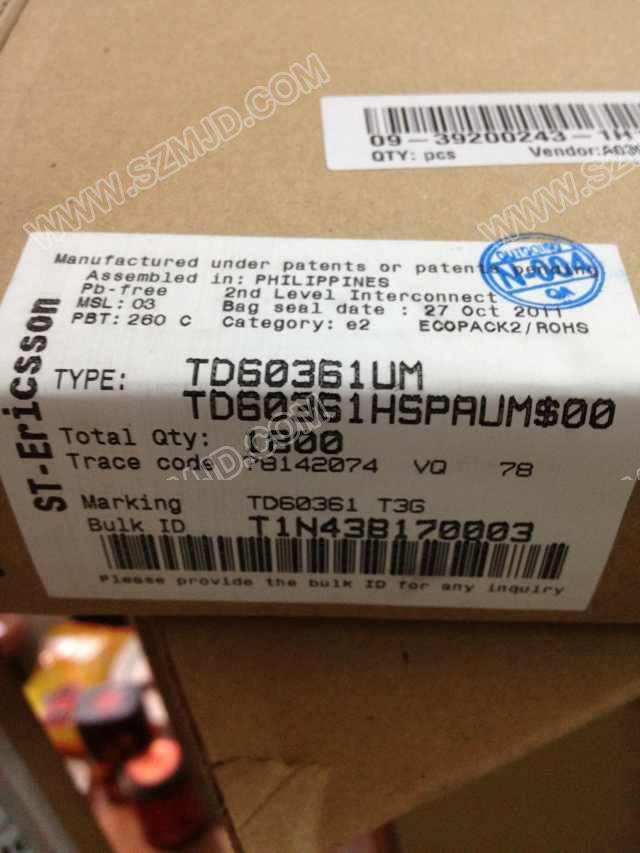 WWW.SZMJD.COM
09-39200243-1H
QTY: pcs Vendor:A03
Manufactured under patents or patents pending
Assembled in: PHILIPPINES
Pb-free 2nd Level Interconnect
MSL: 03 Bag seal date : 27 Oct 2011
PBT: 260 C Category: e2 ECOPACK2/ROHS
OUTGOING
N-004
QA
ST-Ericsson
TYPE: TD60361UM
TD60361HSPAUM$00
Total Qty:
Trace code 78142074 VQ 78
Marking TD60361 T3G
Bulk ID T1N43B170003
Please provide the bulk ID for any inquiry